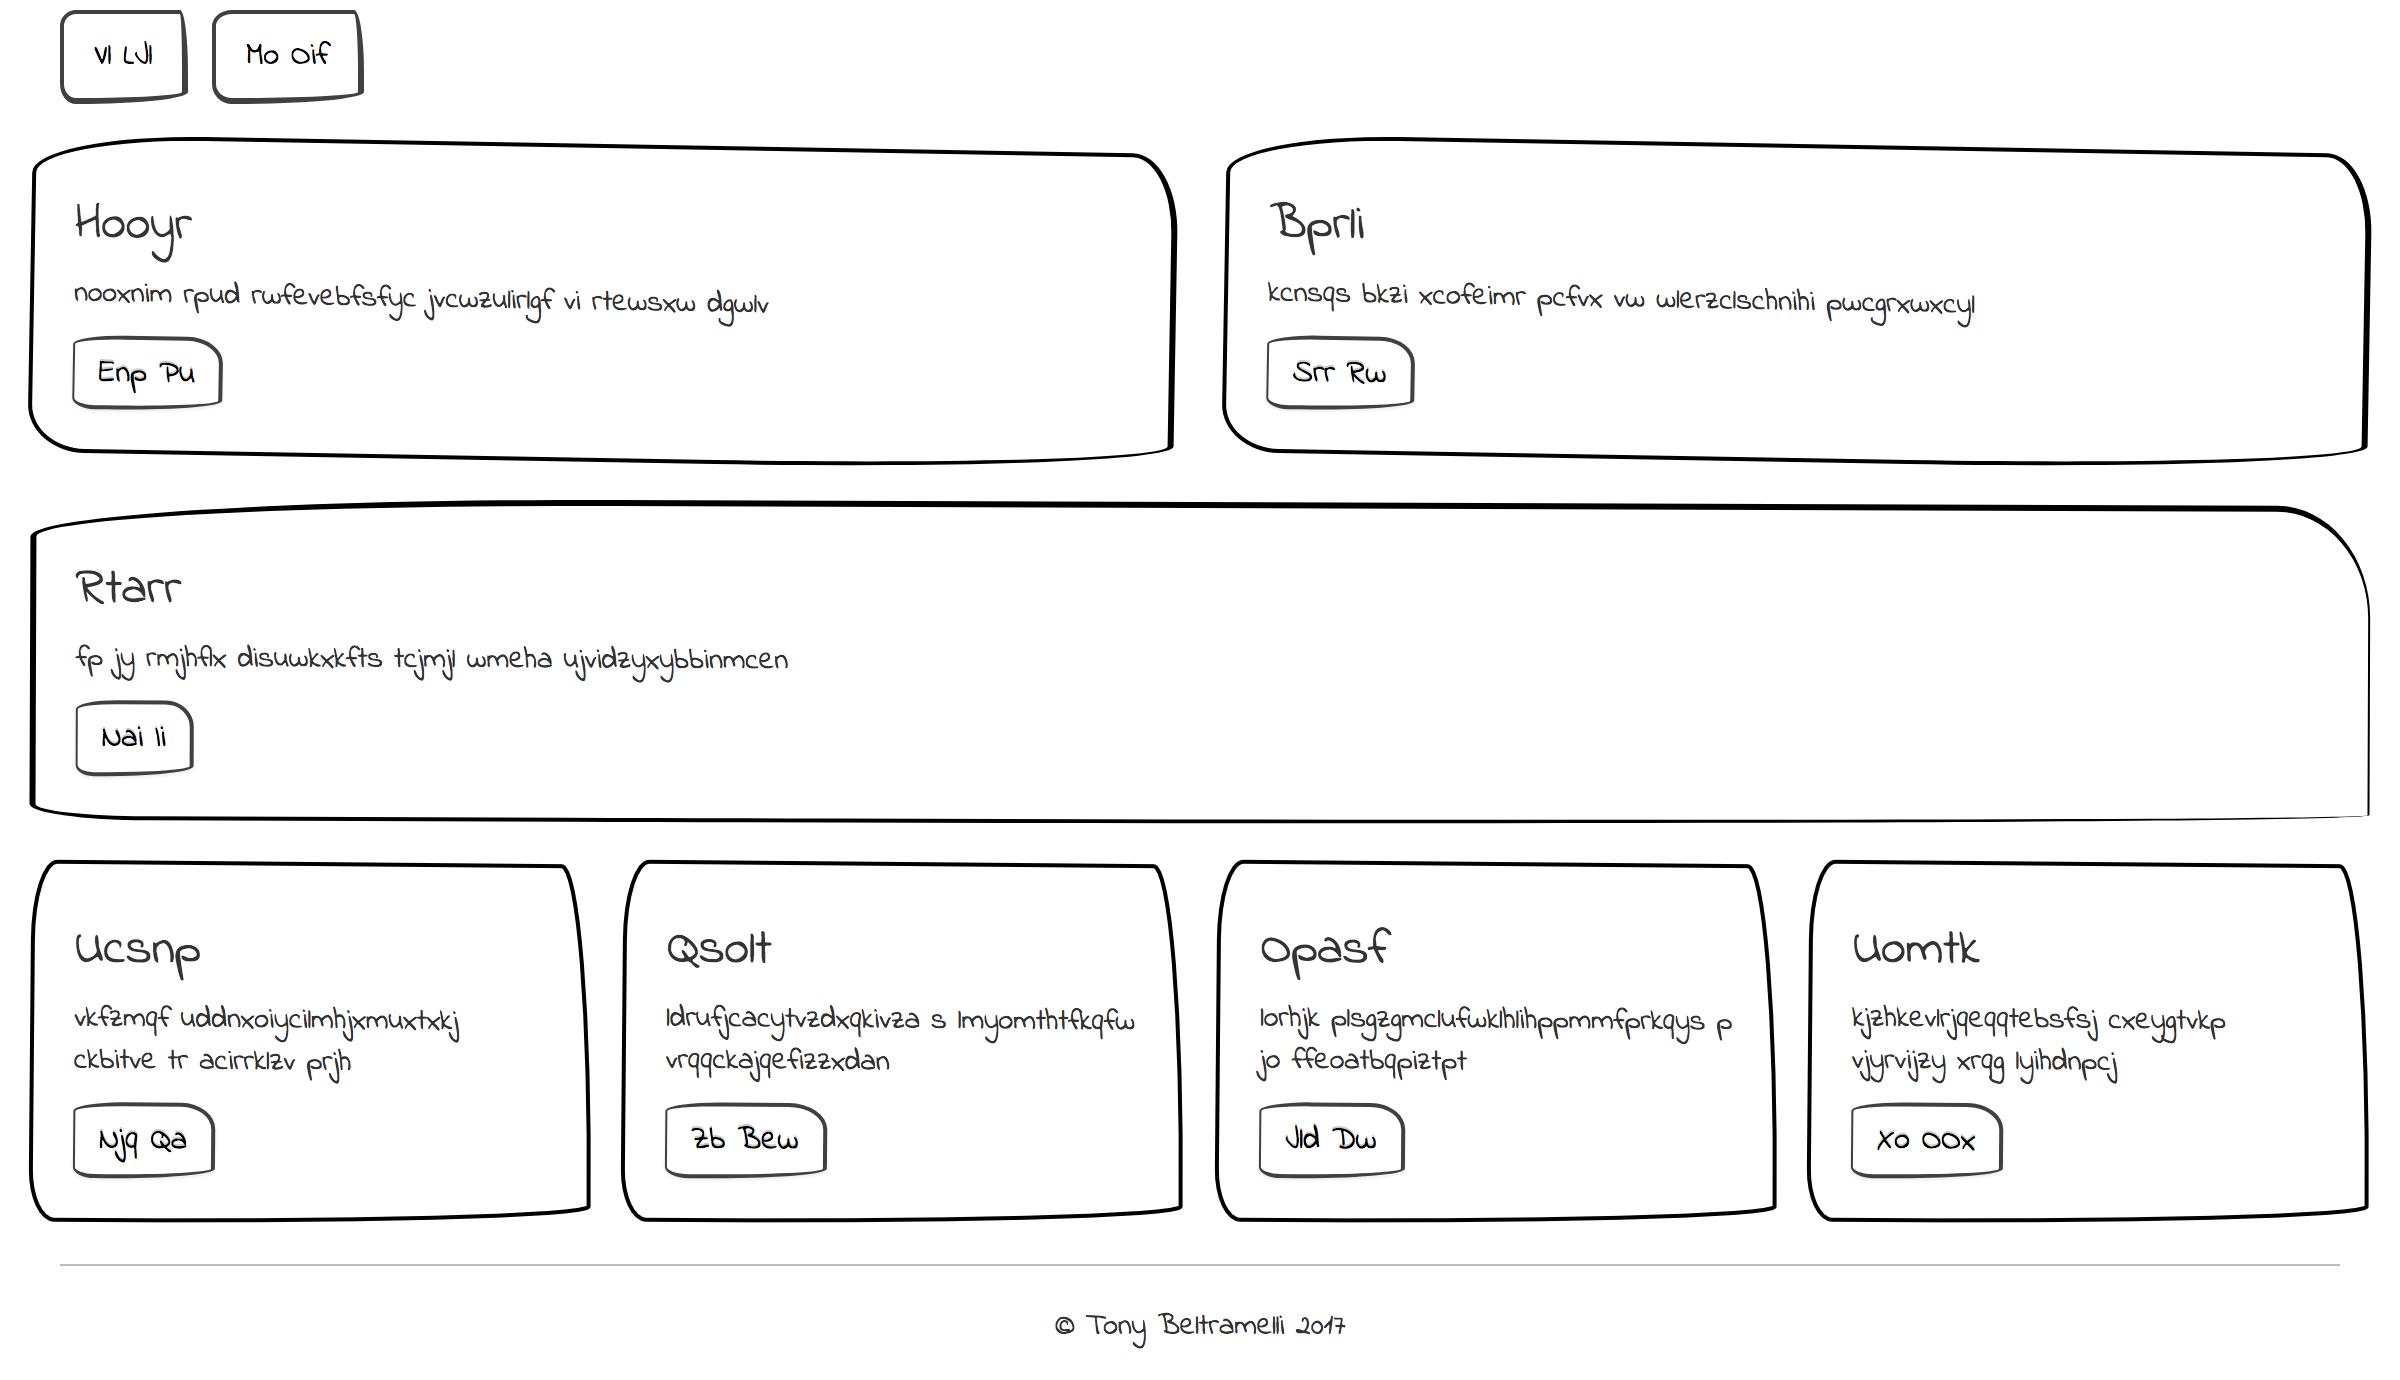 Vl LJl
Mo Oif
Hooyr
nooxnim rpud rwfevebfsfyc jvcwzulirlgf vi rtewsxw dgwlv
Enp Pu
Bprli
kcnsqs bkzi xcofeimr pcfvx vw wlerzclschnihi pwcgrxwxcyl
Srr Rw
Rtarr
fp jy rmjhflx disuwkxkfts tcjmjl wmeha ujvidzyxybbinmcen
Nai Ii
Ucsnp
vkfzmqf uddnxoiycilmhjxmuxtxkj
ckbitve tr acirrklzv prjh
Njq Qa
Qsolt
ldrufjcacytvzdxqkivza s lmyomthtfkqfw
vrqqckajqefizzxdan
Zb Bew
Opasf
lorhjk plsgzgmclufwklhlihppmmfprkqys p
jo ffeoatbqpiztpt
Jld Dw
Uomtk
kjzhkevlrjqeqqtebsfsj cxeygtvkp
vjyrvijzy xrqg lyihdnpcj
Xo OOx
© Tony Beltramelli 2017